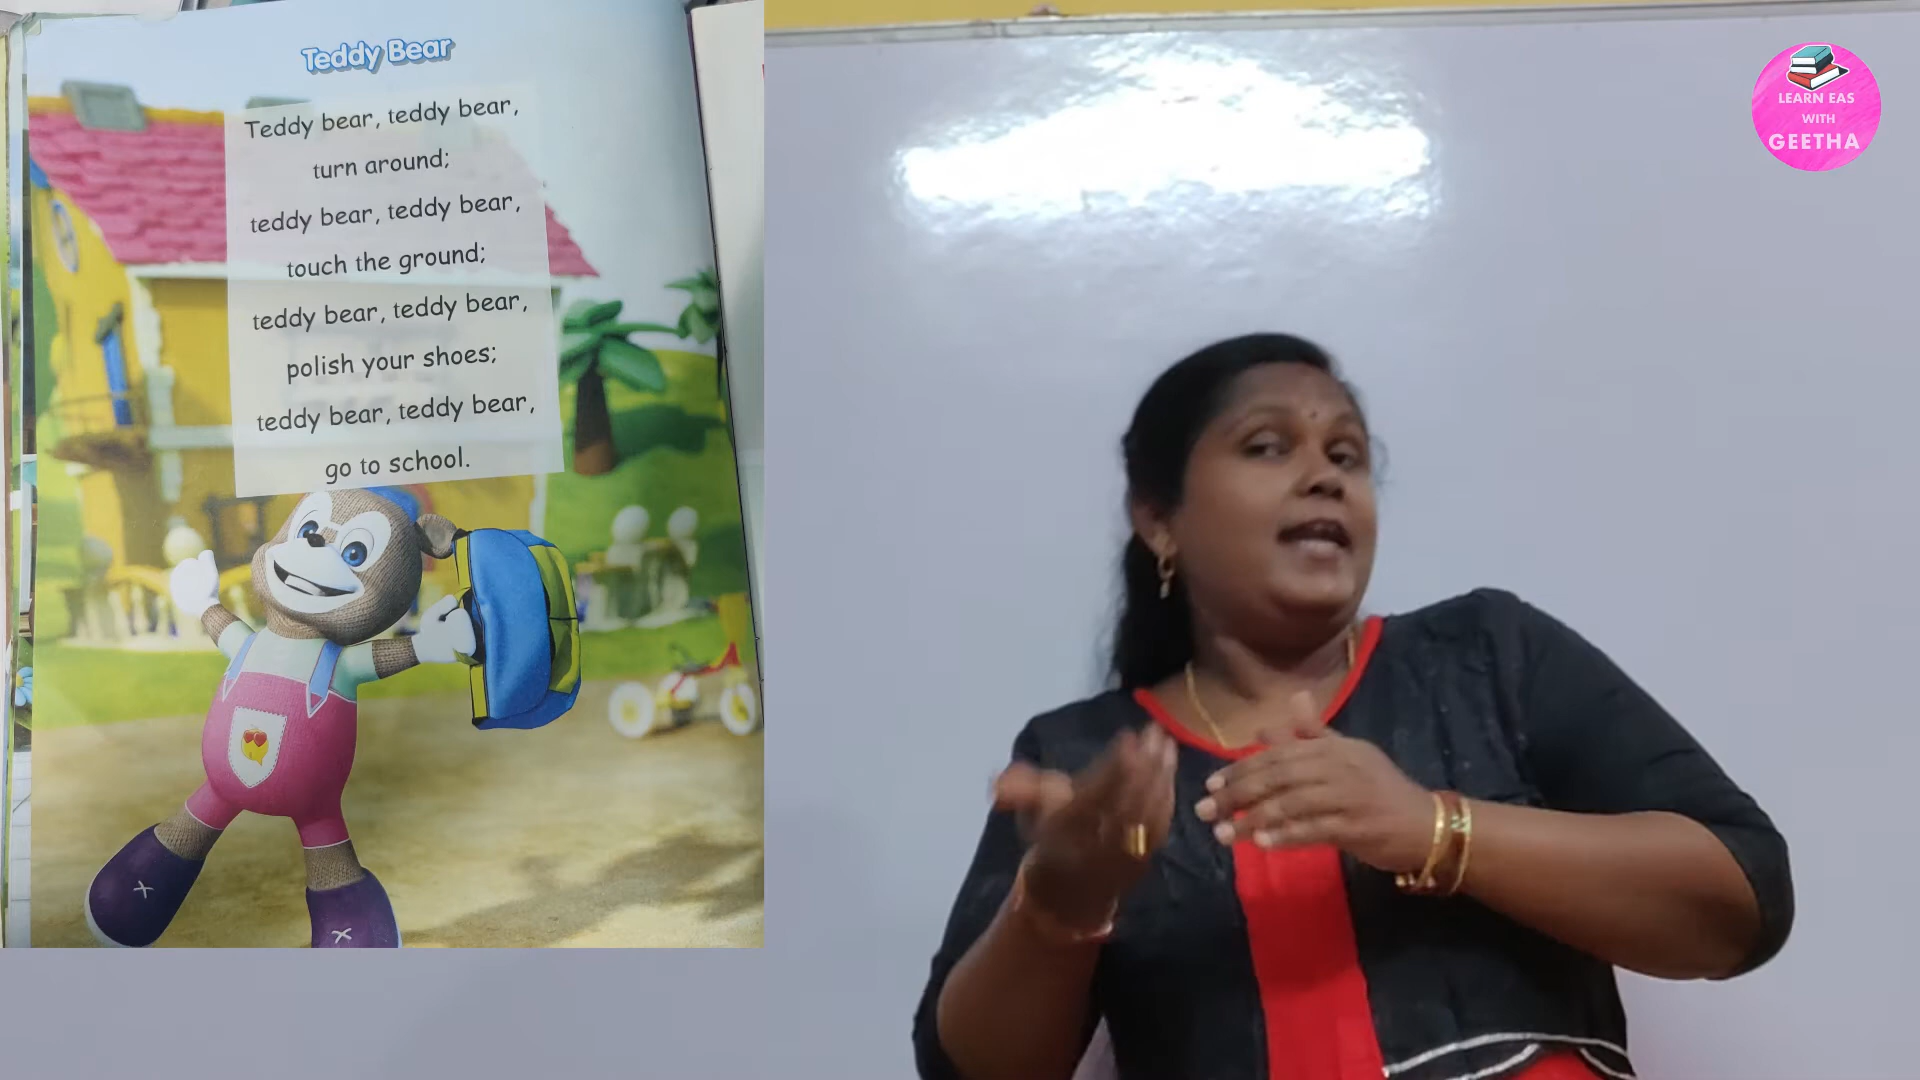 Teddy Bear
Teddy bear, teddy bear,
turn around;
teddy bear, teddy bear,
touch the ground;
teddy bear, teddy bear,
polish your shoes;
teddy bear, teddy bear,
go to school.
LEARN EAS
WITH
GEETHA